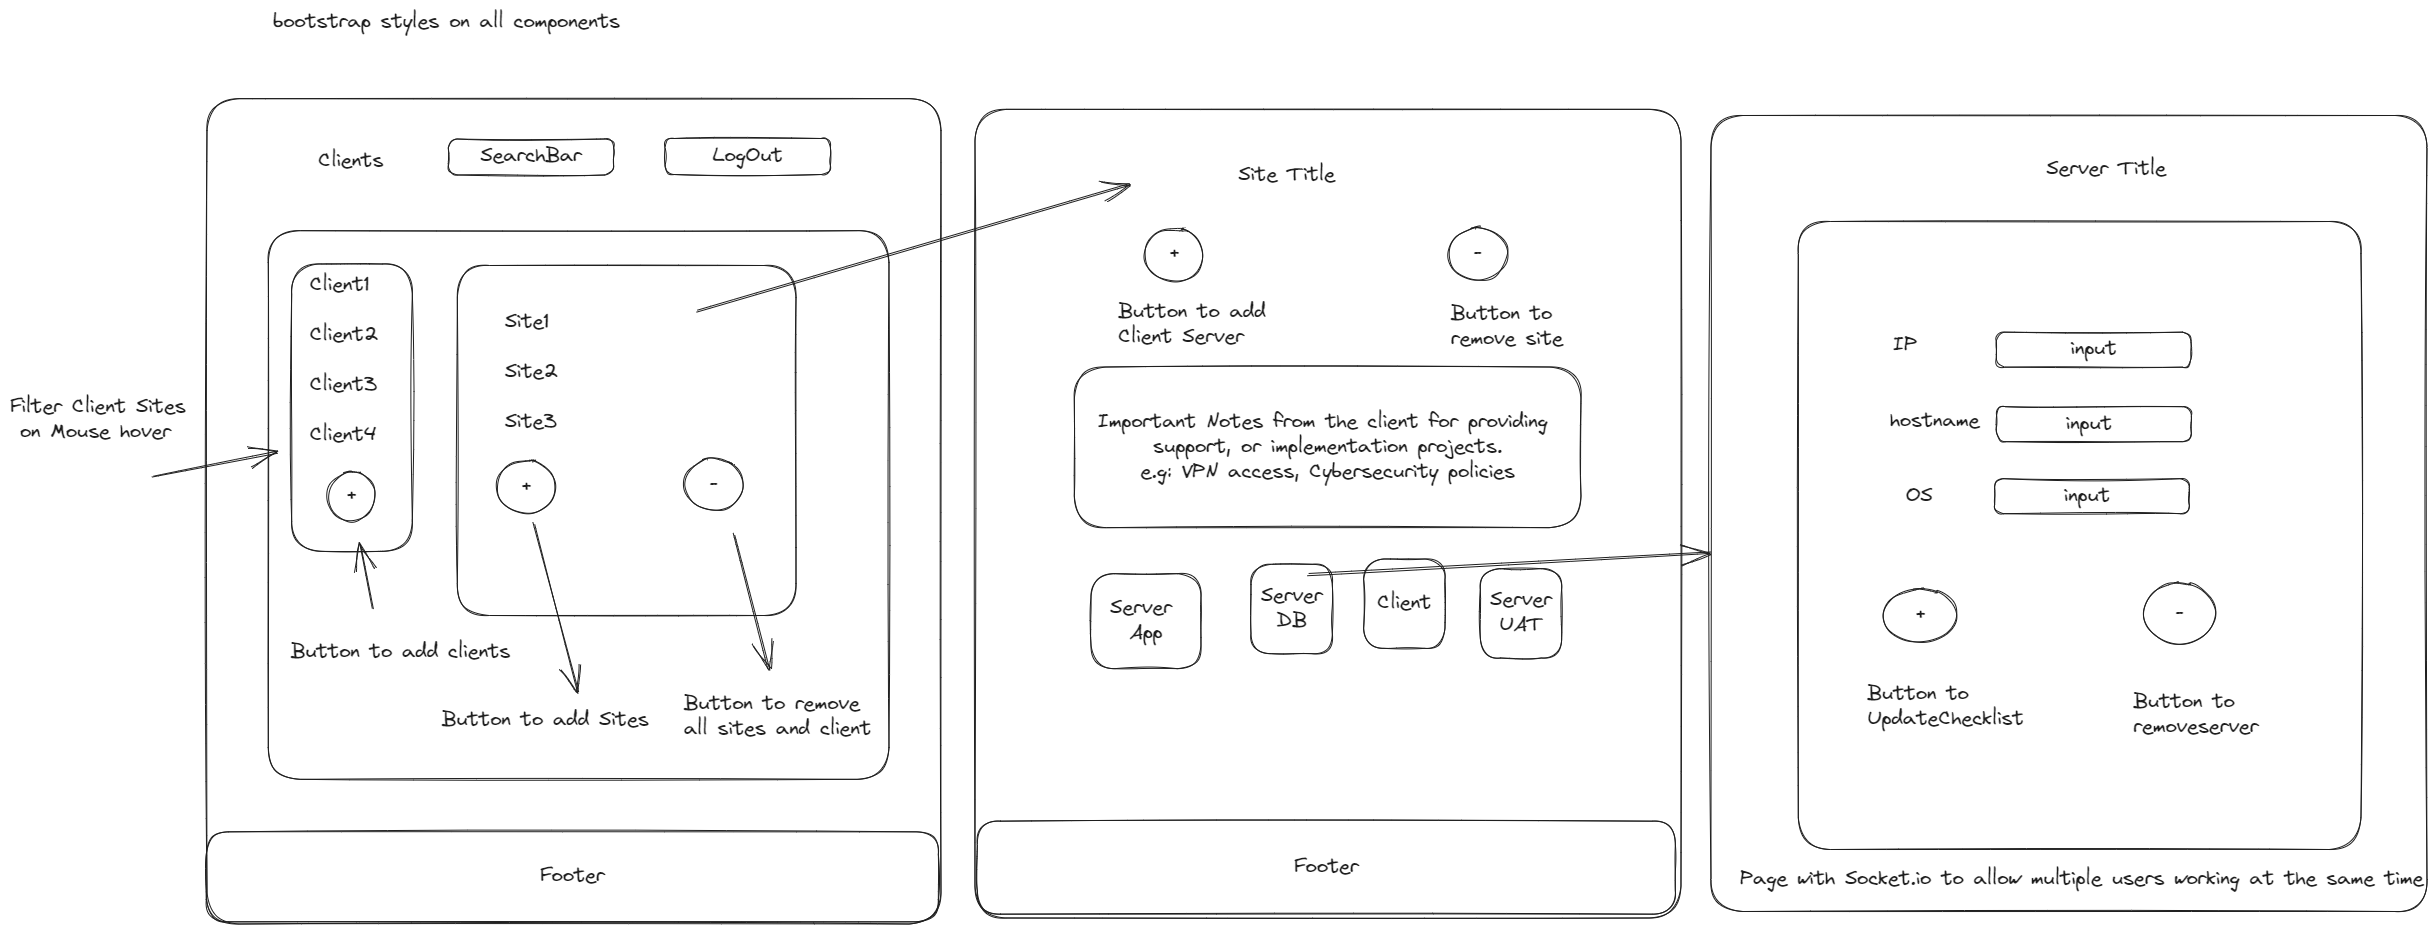 bootstrap styles on all components
Clients
SearchBar
LogOut
Client1
Client2
Client3
Client4
+
Site1
Site2
Site3
+
-
Filter Client Sites
on Mouse hover
Button to add clients
Button to add Sites
Button to remove
all sites and client
Footer
Site Title
+
-
Button to add
Client Server
Button to
remove site
Important Notes from the client for providing
support, or implementation projects.
e.g: VPN access, Cybersecurity policies
Server
App
Server
DB
Client
Server
UAT
Footer
Server Title
IP
input
hostname
input
OS
input
+
-
Button to
UpdateChecklist
Button to
removeserver
Page with Socket.io to allow multiple users working at the same time